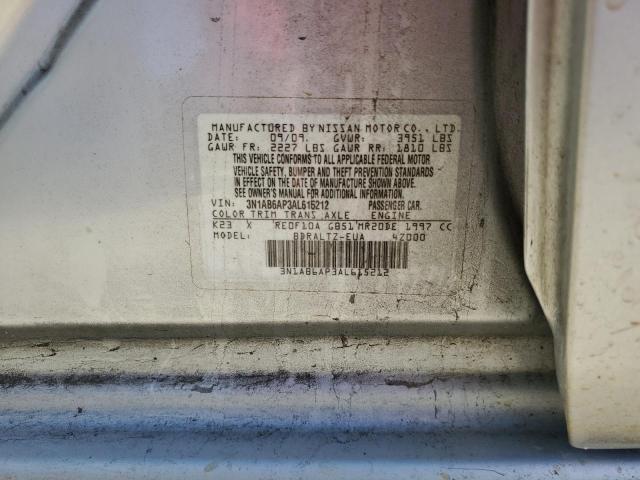 MANUFACTURED BY NISSAN MOTOR CO., LTD.
DATE: 09/09. GVWR: 3951 LBS
GAWR FR: 2227 LBS GAWR RR: 1810 LBS
THIS VEHICLE CONFORMS TO ALL APPLICABLE FEDERAL MOTOR
VEHICLE SAFETY, BUMPER AND THEFT PREVENTION STANDARDS
IN EFFECT ON THE DATE OF MANUFACTURE SHOWN ABOVE.
SEE OWNER'S MANUAL FOR ADDITIONAL INFORMATION
VIN: 3N1AB6AP3AL615212 PASSENGER CAR.
COLOR TRIM TRANS AXLE ENGINE
K23 X RE0F10A GB51 MR20DE 1997 CC
MODEL: BDRALTZ-EUA 4Z000
3N1AB6AP3AL615212